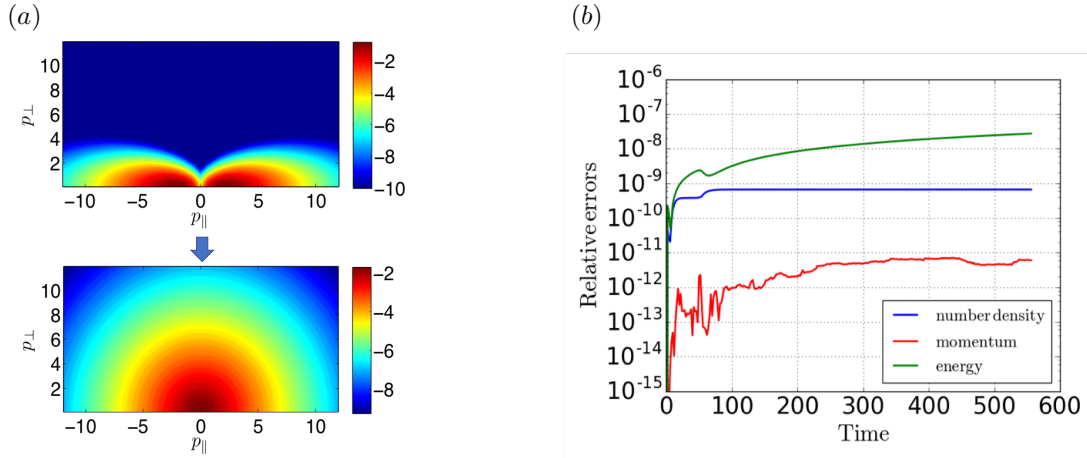 (a)
10
8
6
4
2
p⊥
−10 −5 0 5 10
p∥
−2
−4
−6
−8
−10
10
8
6
4
2
p⊥
−10 −5 0 5 10
p∥
−2
−4
−6
−8
(b)
10^-6
10^-7
10^-8
10^-9
10^-10
10^-11
10^-12
10^-13
10^-14
10^-15
Relative errors
0 100 200 300 400 500 600
Time
number density
momentum
energy